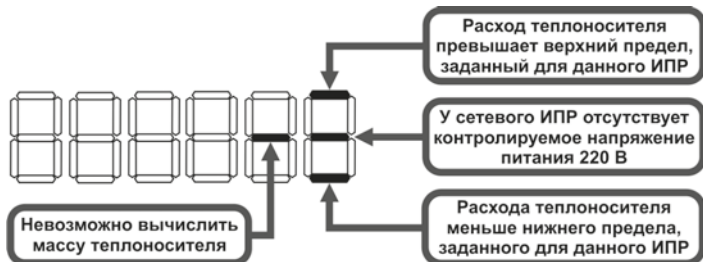 Расход теплоносителя
превышает верхний предел,
заданный для данного ИПР
У сетевого ИПР отсутствует
контролируемое напряжение
питания 220 В
Невозможно вычислить
массу теплоносителя
Расхода теплоносителя
меньше нижнего предела,
заданного для данного ИПР